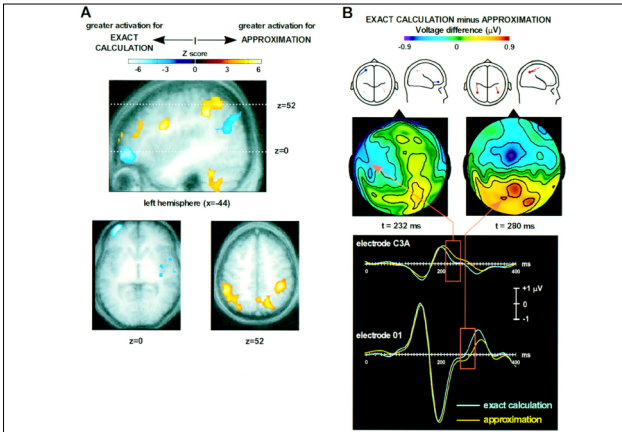 A
greater activation for
EXACT
CALCULATION
greater activation for
APPROXIMATION
Z score
-6 -3 0 3 6
z=52
z=0
left hemisphere (x=-44)
z=0
z=52
B
EXACT CALCULATION minus APPROXIMATION
Voltage difference (μV)
-0.9 0 0.9
t = 232 ms
t = 280 ms
electrode C3A
0 200 400 ms
+1 μV
0
-1
electrode 01
0 200 400 ms
exact calculation
approximation